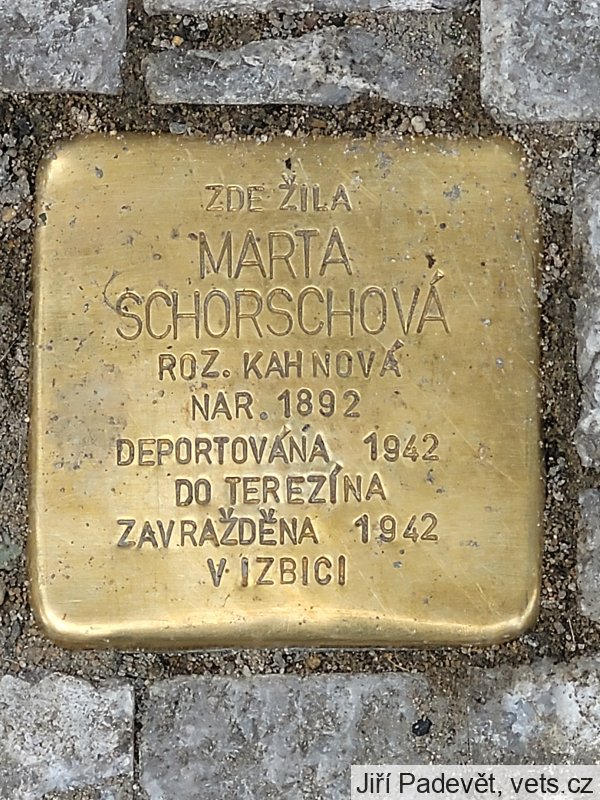 ZDE ŽILA
MARTA
SCHORSCHOVÁ
ROZ. KAHNOVÁ
NAR. 1892
DEPORTOVÁNA 1942
DO TEREZÍNA
ZAVRAŽDĚNA 1942
V IZBICI
Jiří Padevět, vets.cz